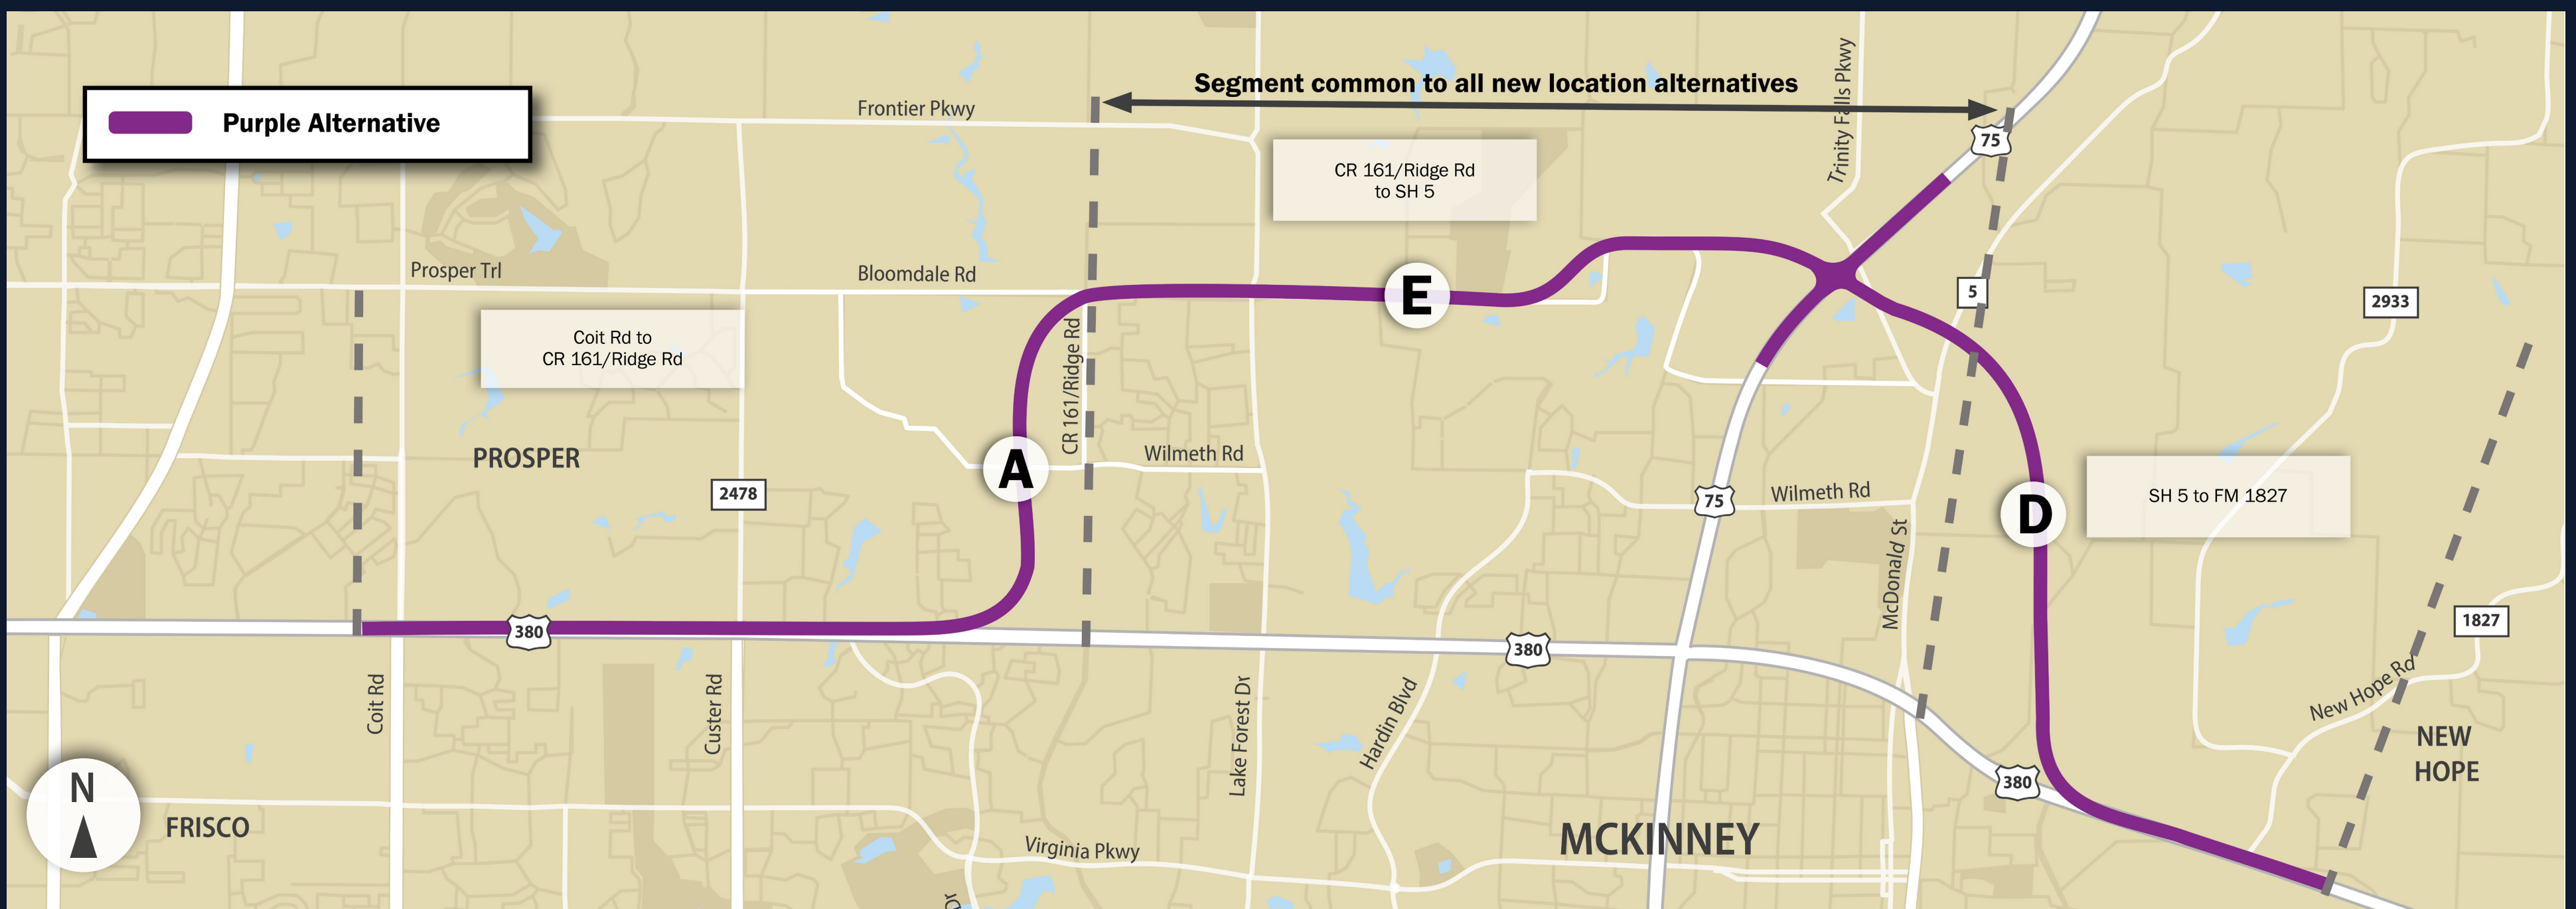 Purple Alternative
Segment common to all new location alternatives
Frontier Pkwy
Trinity Falls Pkwy
75
CR 161/Ridge Rd
to SH 5
Prosper Trl
Bloomdale Rd
E
5
2933
Coit Rd to
CR 161/Ridge Rd
CR 161/Ridge Rd
PROSPER
A
Wilmeth Rd
2478
75
Wilmeth Rd
D
SH 5 to FM 1827
McDonald St
1827
380
380
Coit Rd
Custer Rd
Lake Forest Dr
Hardin Blvd
New Hope Rd
NEW
HOPE
380
N
FRISCO
Virginia Pkwy
MCKINNEY